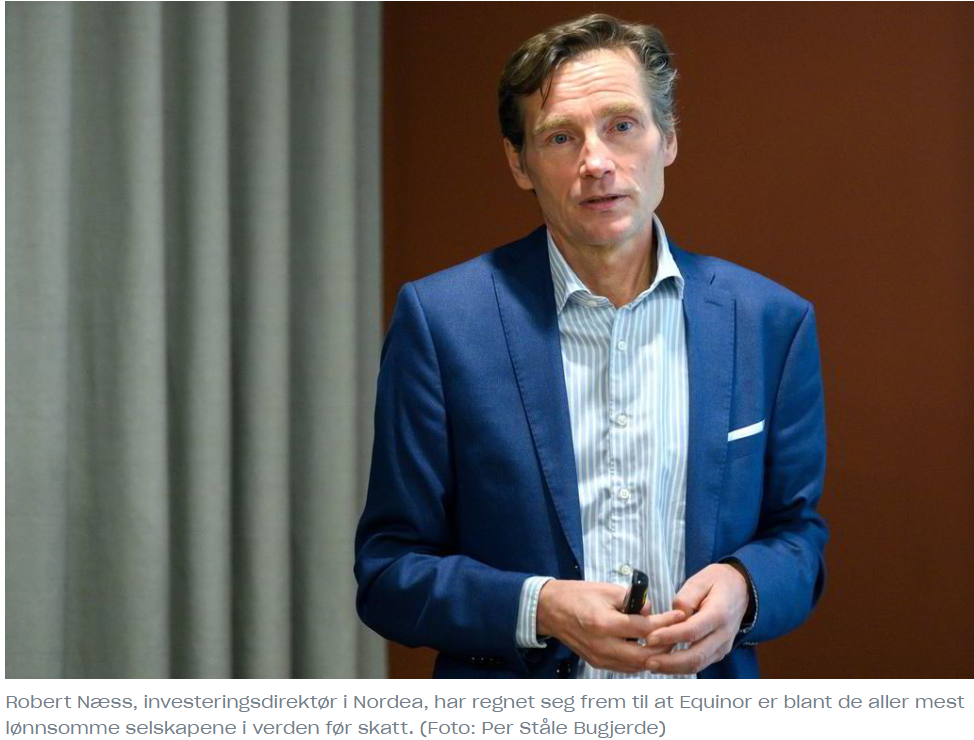 Robert Næss, investeringsdirektør i Nordea, har regnet seg frem til at Equinor er blant de aller mest
lønnsomme selskapene i verden før skatt. (Foto: Per Ståle Bugjerde)